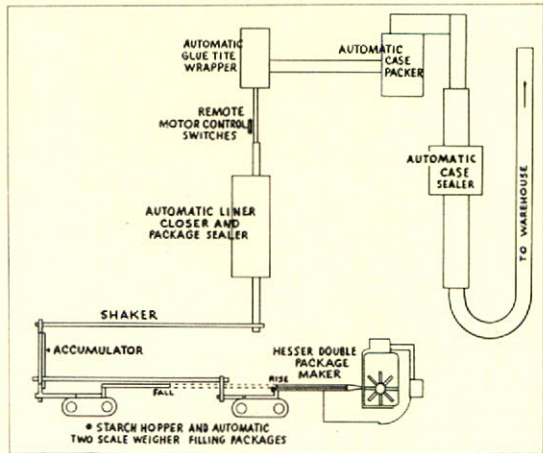 AUTOMATIC
GLUE TITE
WRAPPER
AUTOMATIC
CASE
PACKER
REMOTE
MOTOR CONTROL
SWITCHES
AUTOMATIC
CASE
SEALER
TO WAREHOUSE
AUTOMATIC LINER
CLOSER AND
PACKAGE SEALER
SHAKER
ACCUMULATOR
HESSER DOUBLE
PACKAGE
MAKER
FALL
RISE
STARCH HOPPER AND AUTOMATIC
TWO SCALE WEIGHER FILLING PACKAGES